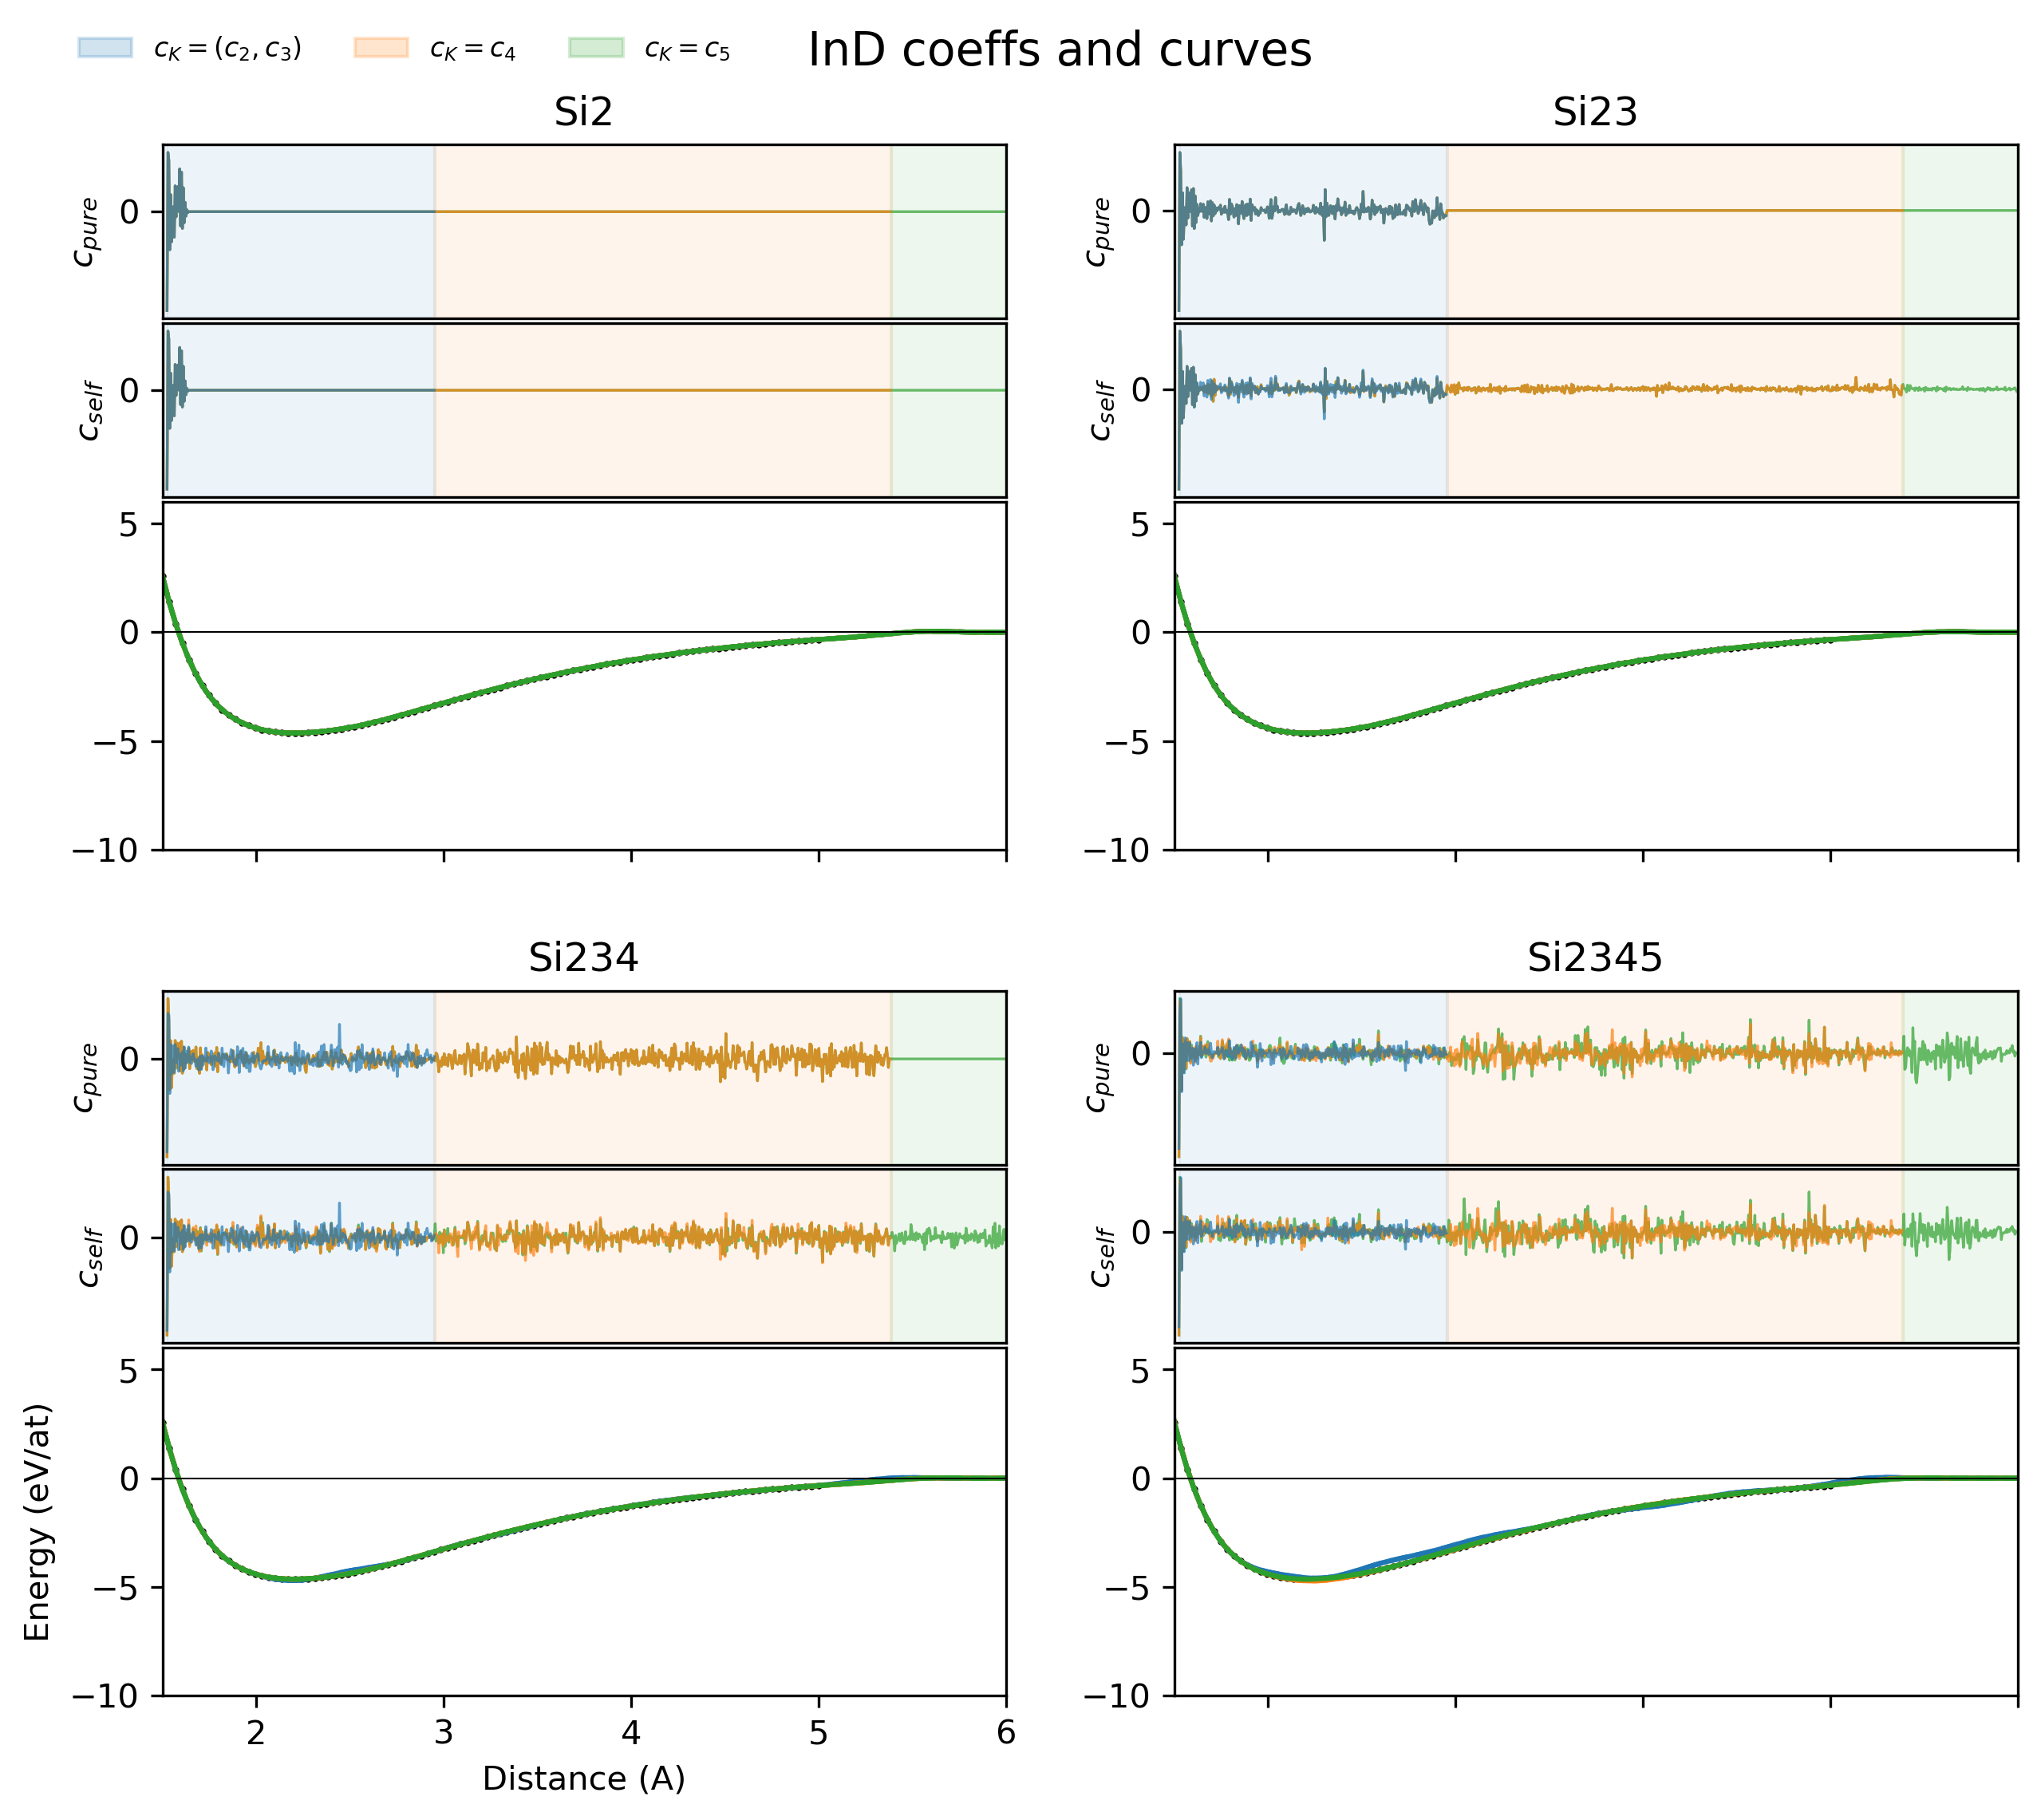 c_K = (c_2, c_3) c_K = c_4 c_K = c_5 InD coeffs and curves
Si2
c_pure
0
c_self
0
5
0
−5
−10
Si23
c_pure
0
c_self
0
5
0
−5
−10
Si234
c_pure
0
c_self
0
Energy (eV/at)
5
0
−5
−10
2 3 4 5 6
Distance (A)
Si2345
c_pure
0
c_self
0
5
0
−5
−10